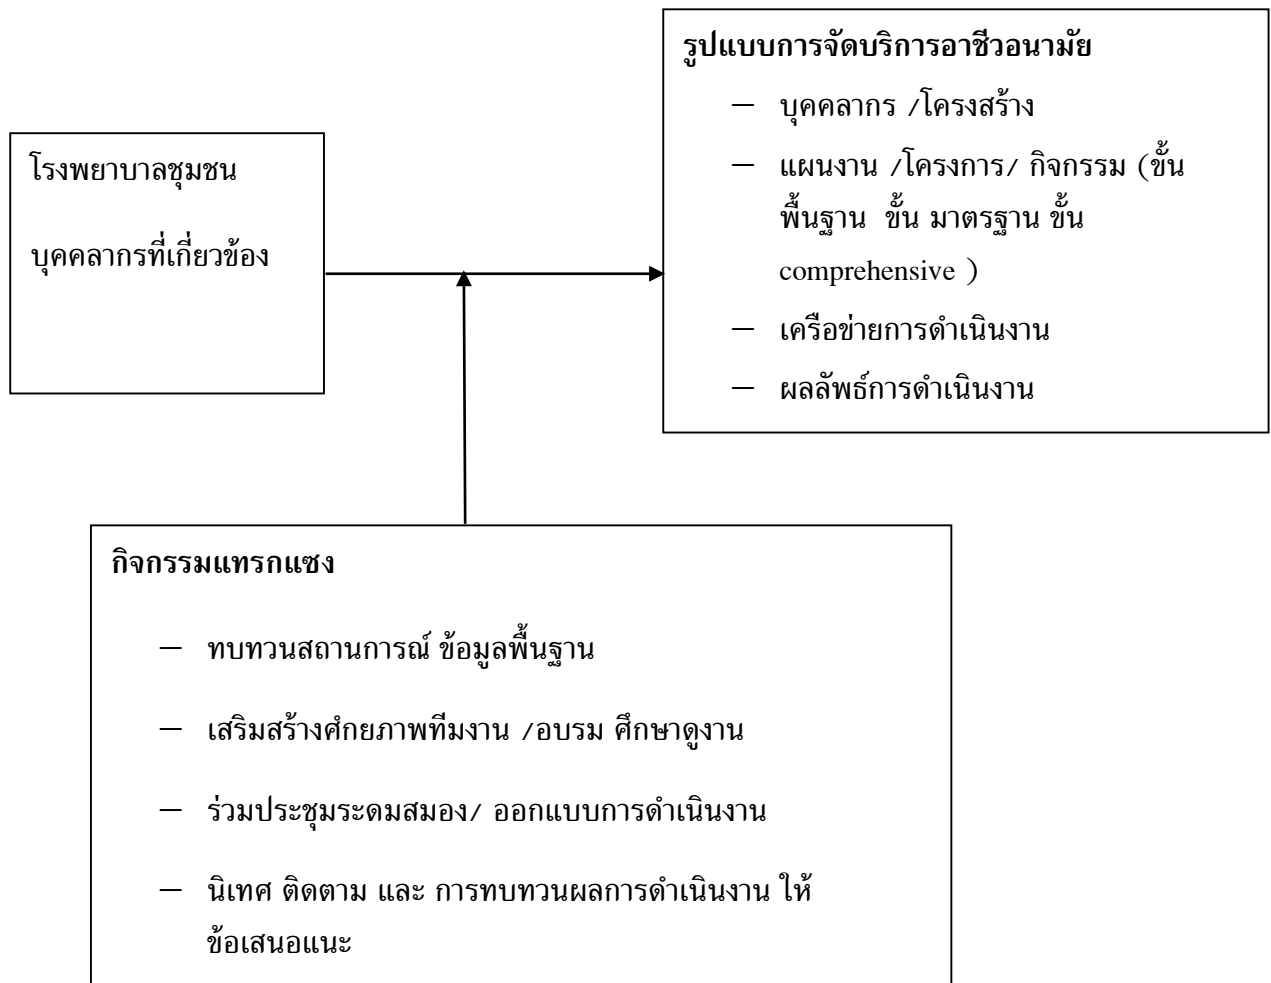 รูปแบบการจัดบริการอาชีวอนามัย
— บุคคลากร /โครงสร้าง
— แผนงาน /โครงการ/ กิจกรรม (ขั้น
พื้นฐาน ขั้น มาตรฐาน ขั้น
comprehensive )
— เครือข่ายการดำเนินงาน
— ผลลัพธ์การดำเนินงาน
โรงพยาบาลชุมชน
บุคคลากรที่เกี่ยวข้อง
กิจกรรมแทรกแซง
— ทบทวนสถานการณ์ ข้อมูลพื้นฐาน
— เสริมสร้างศํกยภาพทีมงาน /อบรม ศึกษาดูงาน
— ร่วมประชุมระดมสมอง/ ออกแบบการดำเนินงาน
— นิเทศ ติดตาม และ การทบทวนผลการดำเนินงาน ให้
ข้อเสนอแนะ